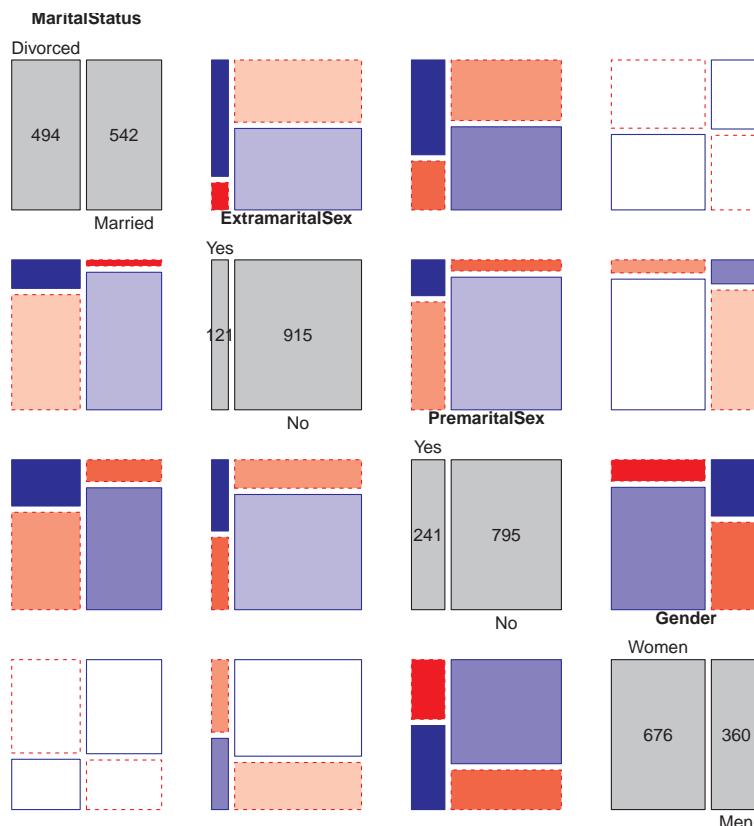 MaritalStatus
Divorced
494 542
Married
ExtramaritalSex
Yes
121 915
No
PremaritalSex
Yes
241 795
No
Gender
Women
676 360
Men